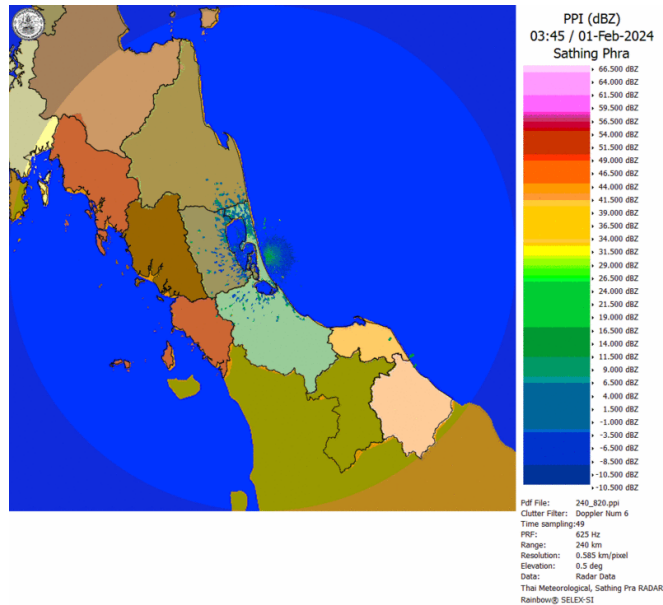 PPI (dBZ)
03:45 / 01-Feb-2024
Sathing Phra
66.500 dBZ
64.000 dBZ
61.500 dBZ
59.500 dBZ
56.500 dBZ
54.000 dBZ
51.500 dBZ
49.000 dBZ
46.500 dBZ
44.000 dBZ
41.500 dBZ
39.000 dBZ
36.500 dBZ
34.000 dBZ
31.500 dBZ
29.000 dBZ
26.500 dBZ
24.000 dBZ
21.500 dBZ
19.000 dBZ
16.500 dBZ
14.000 dBZ
11.500 dBZ
9.000 dBZ
6.500 dBZ
4.000 dBZ
1.500 dBZ
-1.000 dBZ
-3.500 dBZ
-6.500 dBZ
-8.500 dBZ
-10.500 dBZ
-10.500 dBZ
Pdf File: 240_820.ppi
Clutter Filter: Doppler Num 6
Time sampling:49
PRF: 625 Hz
Range: 240 km
Resolution: 0.585 km/pixel
Elevation: 0.5 deg
Data: Radar Data
Thai Meteorological, Sathing Pra RADAR
Rainbow® SELEX-SI